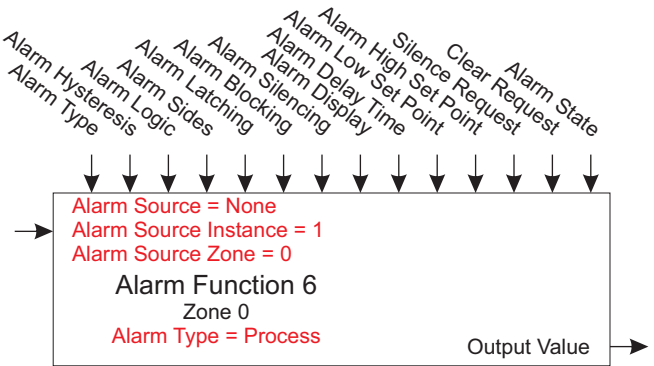 Alarm Type
Alarm Hysteresis
Alarm Logic
Alarm Sides
Alarm Latching
Alarm Blocking
Alarm Silencing
Alarm Display
Alarm Delay Time
Alarm Low Set Point
Alarm High Set Point
Silence Request
Clear Request
Alarm State
Alarm Source = None
Alarm Source Instance = 1
Alarm Source Zone = 0
Alarm Function 6
Zone 0
Alarm Type = Process
Output Value